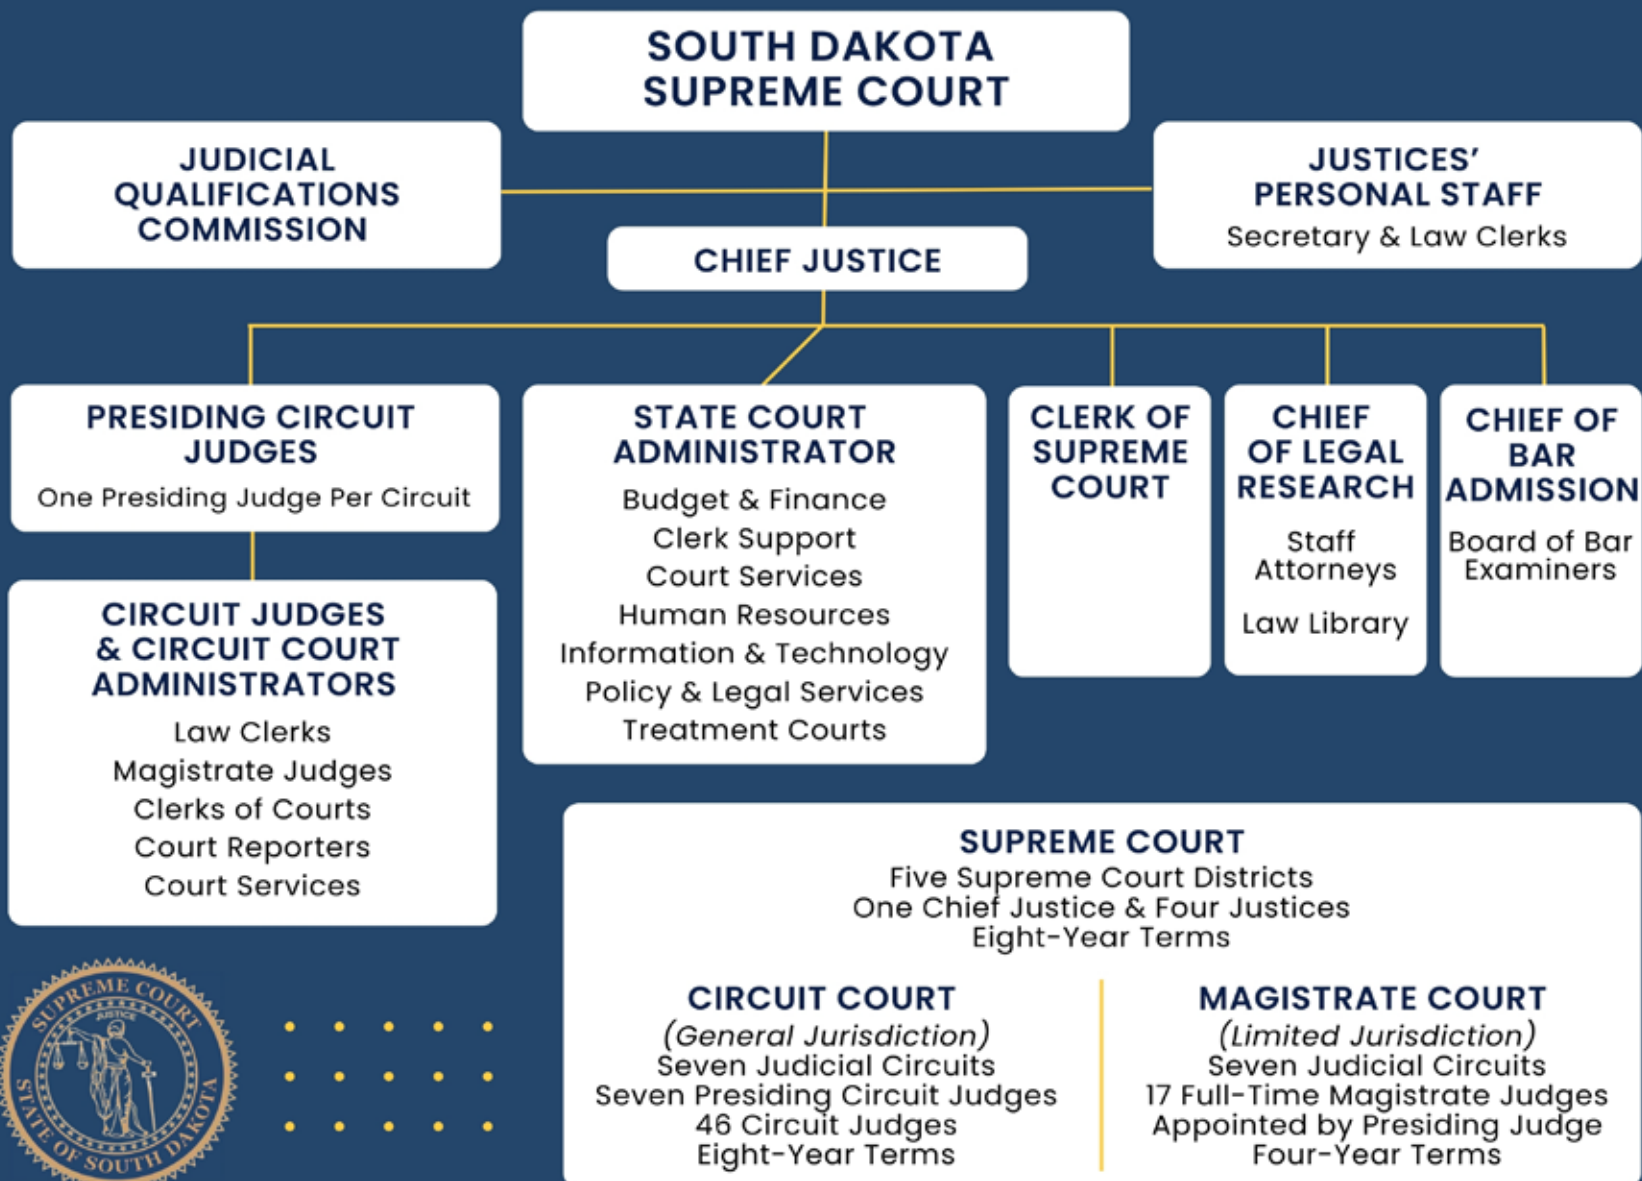 SOUTH DAKOTA
SUPREME COURT
JUDICIAL
QUALIFICATIONS
COMMISSION
JUSTICES’
PERSONAL STAFF
Secretary & Law Clerks
CHIEF JUSTICE
PRESIDING CIRCUIT
JUDGES
One Presiding Judge Per Circuit
CIRCUIT JUDGES
& CIRCUIT COURT
ADMINISTRATORS
Law Clerks
Magistrate Judges
Clerks of Courts
Court Reporters
Court Services
STATE COURT
ADMINISTRATOR
Budget & Finance
Clerk Support
Court Services
Human Resources
Information & Technology
Policy & Legal Services
Treatment Courts
CLERK OF
SUPREME
COURT
CHIEF
OF LEGAL
RESEARCH
Staff
Attorneys
Law Library
CHIEF OF
BAR
ADMISSION
Board of Bar
Examiners
SUPREME COURT
Five Supreme Court Districts
One Chief Justice & Four Justices
Eight-Year Terms
CIRCUIT COURT
(General Jurisdiction)
Seven Judicial Circuits
Seven Presiding Circuit Judges
46 Circuit Judges
Eight-Year Terms
MAGISTRATE COURT
(Limited Jurisdiction)
Seven Judicial Circuits
17 Full-Time Magistrate Judges
Appointed by Presiding Judge
Four-Year Terms
SUPREME COURT
JUSTICE
STATE OF SOUTH DAKOTA